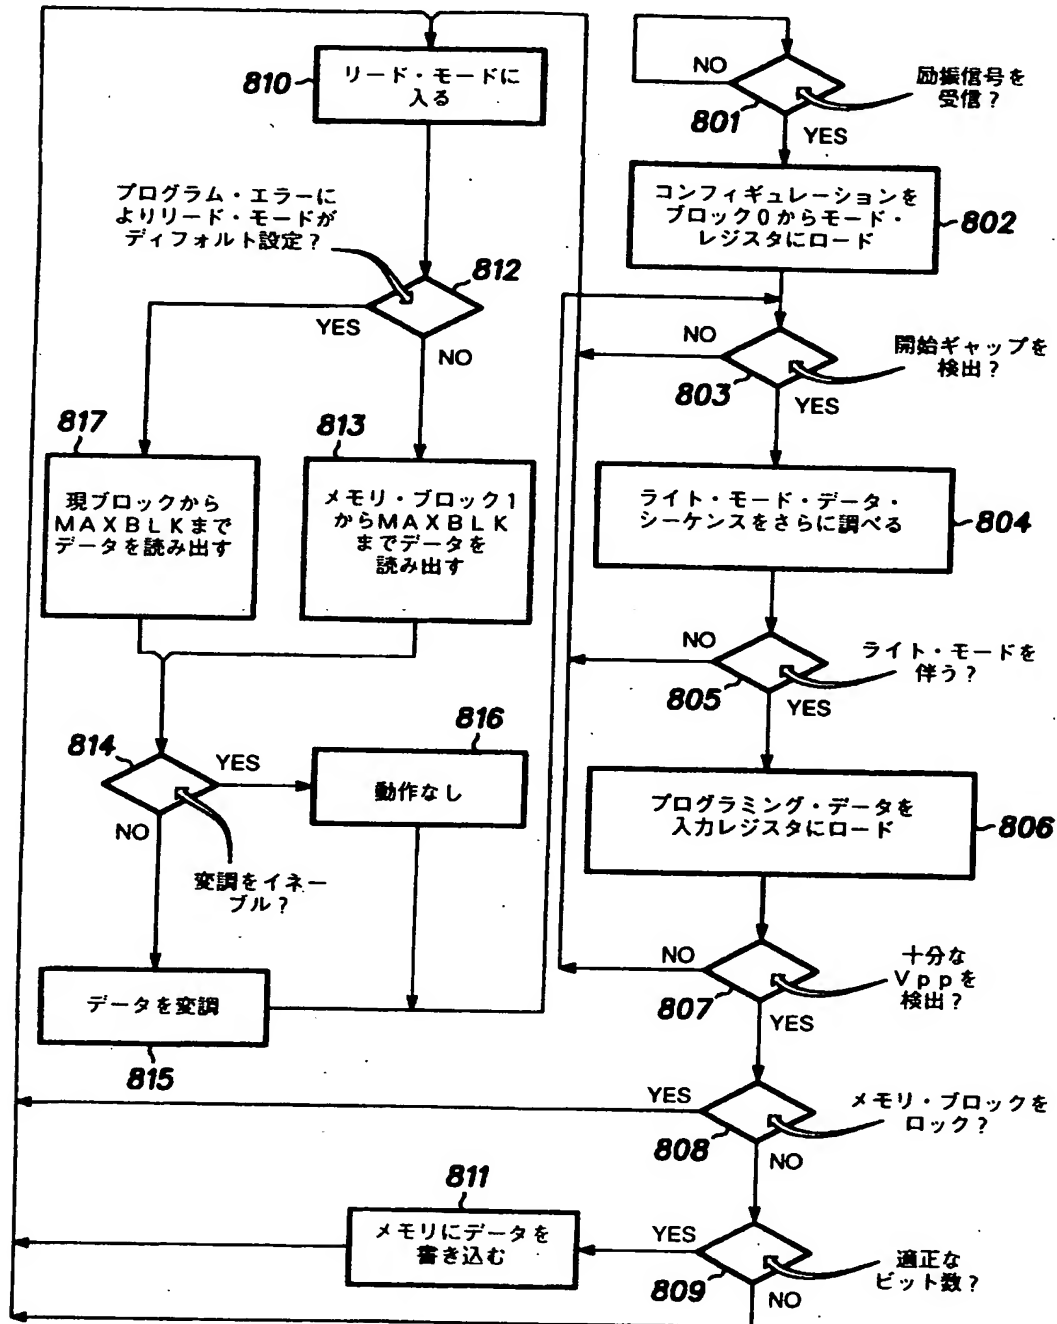 810
リード・モードに
入る
NO
801
励振信号を
受信?
YES
コンフィギュレーションを
ブロック0からモード・
レジスタにロード
802
プログラム・エラーに
よりリード・モードが
ディフォルト設定?
812
YES
NO
NO
803
開始ギャップを
検出?
YES
817
現ブロックから
MAXBLKまで
データを読み出す
813
メモリ・ブロック1
からMAXBLK
までデータを
読み出す
ライト・モード・データ・
シーケンスをさらに調べる
804
NO
805
ライト・モードを
伴う?
YES
814
YES
816
動作なし
NO
変調をイネー
ブル?
プログラミング・データを
入力レジスタにロード
806
データを変調
815
NO
807
十分な
Vppを
検出?
YES
YES
808
メモリ・ブロックを
ロック?
NO
811
メモリにデータを
書き込む
YES
809
適正な
ビット数?
NO